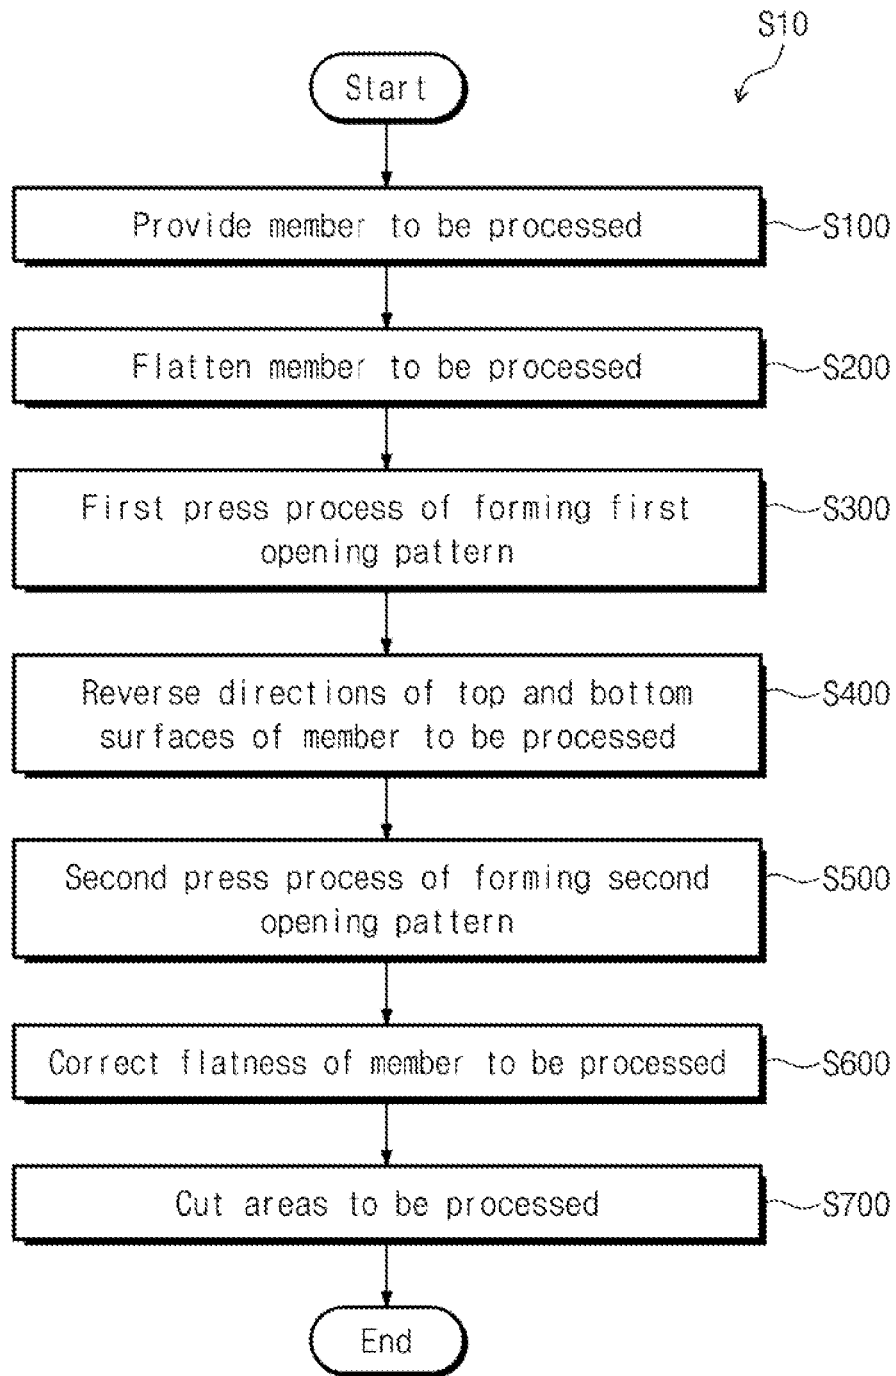 S10
Start
Provide member to be processed
S100
Flatten member to be processed
S200
First press process of forming first
opening pattern
S300
Reverse directions of top and bottom
surfaces of member to be processed
S400
Second press process of forming second
opening pattern
S500
Correct flatness of member to be processed
S600
Cut areas to be processed
S700
End